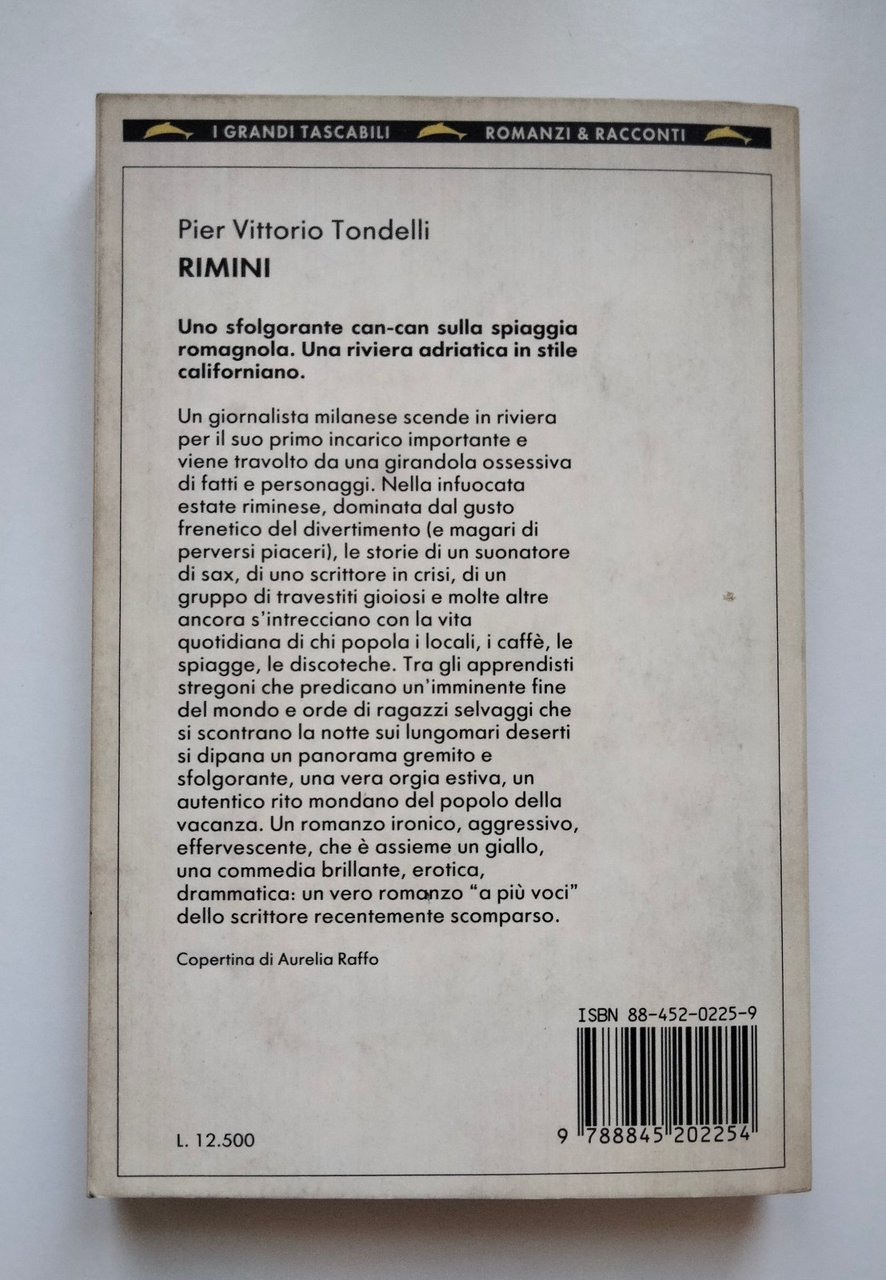 I GRANDI TASCABILI ROMANZI & RACCONTI
Pier Vittorio Tondelli
RIMINI
Uno sfolgorante can-can sulla spiaggia
romagnola. Una riviera adriatica in stile
californiano.
Un giornalista milanese scende in riviera
per il suo primo incarico importante e
viene travolto da una girandola ossessiva
di fatti e personaggi. Nella infuocata
estate riminese, dominata dal gusto
frenetico del divertimento (e magari di
perversi piaceri), le storie di un suonatore
di sax, di uno scrittore in crisi, di un
gruppo di travestiti gioiosi e molte altre
ancora s'intrecciano con la vita
quotidiana di chi popola i locali, i caffè, le
spiagge, le discoteche. Tra gli apprendisti
stregoni che predicano un'imminente fine
del mondo e orde di ragazzi selvaggi che
si scontrano la notte sui lungomari deserti
si dipana un panorama gremito e
sfolgorante, una vera orgia estiva, un
autentico rito mondano del popolo della
vacanza. Un romanzo ironico, aggressivo,
effervescente, che è assieme un giallo,
una commedia brillante, erotica,
drammatica: un vero romanzo "a più voci"
dello scrittore recentemente scomparso.
Copertina di Aurelia Raffo
ISBN 88-452-0225-9
9 788845 202254
L. 12.500